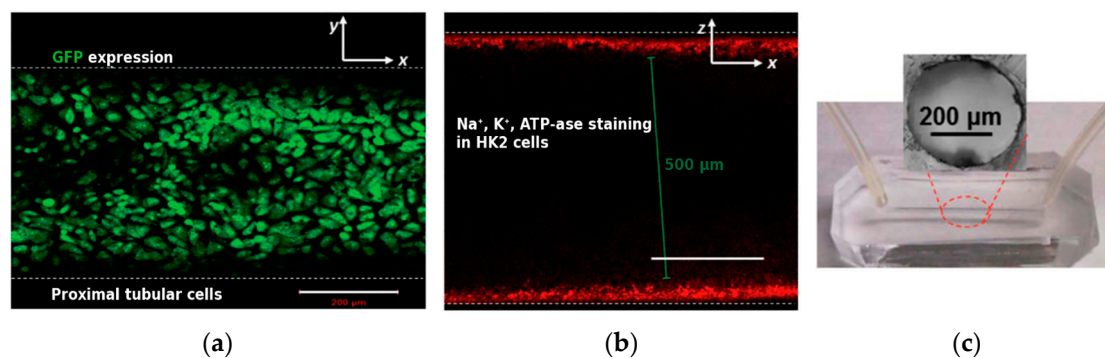 y
x
GFP expression
Proximal tubular cells
200 μm
z
x
Na⁺, K⁺, ATP-ase staining
in HK2 cells
500 μm
200 μm
(a)
(b)
(c)